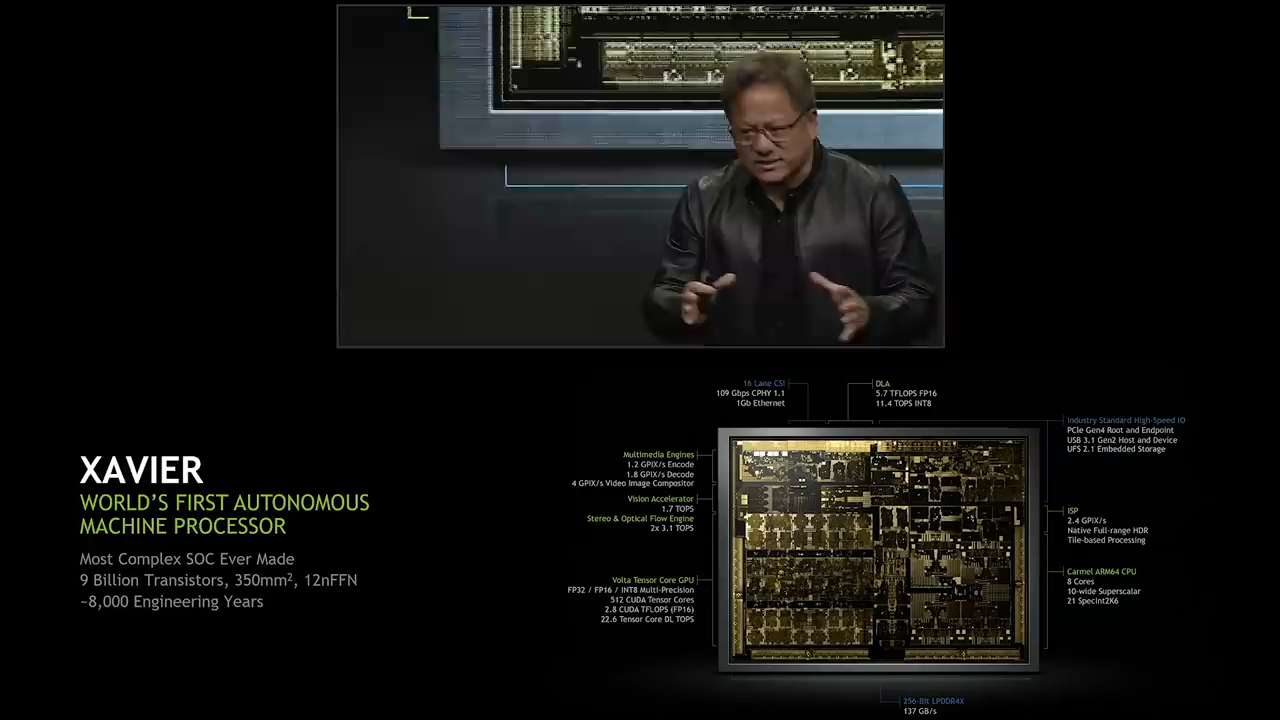 16 Lane CSI
109 Gbps CPHY 1.1
1Gb Ethernet
DLA
5.7 TFLOPS FP16
11.4 TOPS INT8
Industry Standard High-Speed IO
PCIe Gen4 Root and Endpoint
USB 3.1 Gen2 Host and Device
UFS 2.1 Embedded Storage
XAVIER
WORLD'S FIRST AUTONOMOUS
MACHINE PROCESSOR
Most Complex SOC Ever Made
9 Billion Transistors, 350mm², 12nFFN
~8,000 Engineering Years
Multimedia Engines
1.2 GPIX/s Encode
1.8 GPIX/s Decode
4 GPIX/s Video Image Compositor
Vision Accelerator
1.7 TOPS
Stereo & Optical Flow Engine
2x 3.1 TOPS
Volta Tensor Core GPU
FP32 / FP16 / INT8 Multi-Precision
512 CUDA Tensor Cores
2.8 CUDA TFLOPS (FP16)
22.6 Tensor Core DL TOPS
ISP
2.4 GPIX/s
Native Full-range HDR
Tile-based Processing
Carmel ARM64 CPU
8 Cores
10-wide Superscalar
21 SpecInt2K6
256-Bit LPDDR4X
137 GB/s